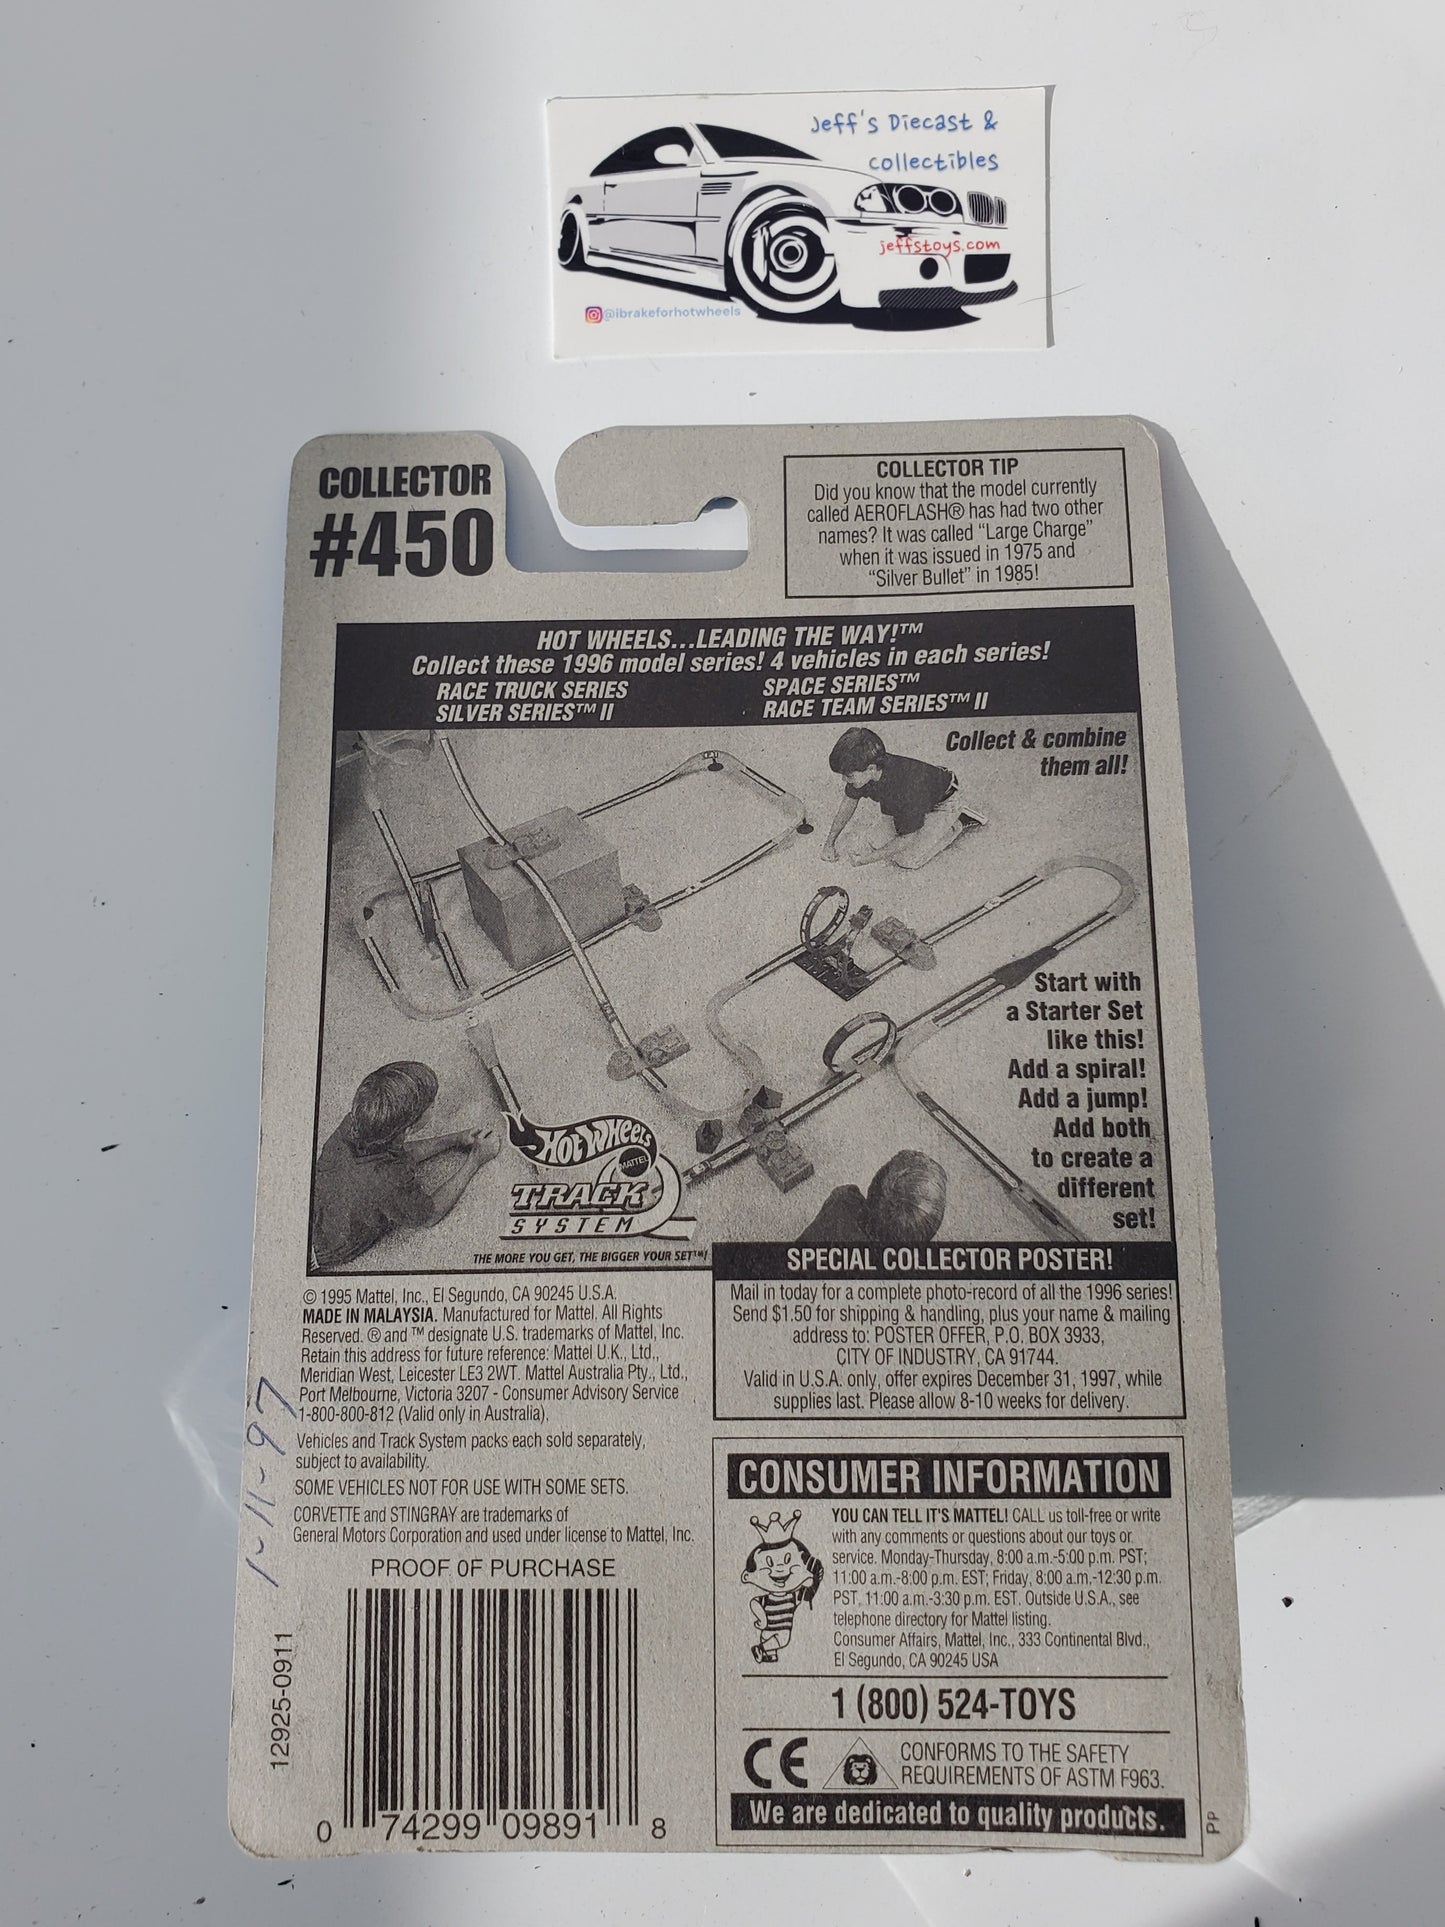 Jeff's Diecast &
collectibles
jeffstoys.com
@ibrakeforhotwheels
COLLECTOR
#450
COLLECTOR TIP
Did you know that the model currently
called AEROFLASH® has had two other
names? It was called “Large Charge”
when it was issued in 1975 and
“Silver Bullet” in 1985!
HOT WHEELS...LEADING THE WAY!™
Collect these 1996 model series! 4 vehicles in each series!
RACE TRUCK SERIES
SILVER SERIES™ II
SPACE SERIES™
RACE TEAM SERIES™ II
Collect & combine
them all!
Start with
a Starter Set
like this!
Add a spiral!
Add a jump!
Add both
to create a
different
set!
HOT WHEELS
MATTEL
TRACK
SYSTEM
THE MORE YOU GET, THE BIGGER YOUR SET™!
© 1995 Mattel, Inc., El Segundo, CA 90245 U.S.A.
MADE IN MALAYSIA. Manufactured for Mattel. All Rights
Reserved. ® and ™ designate U.S. trademarks of Mattel, Inc.
Retain this address for future reference: Mattel U.K., Ltd.,
Meridian West, Leicester LE3 2WT. Mattel Australia Pty., Ltd.,
Port Melbourne, Victoria 3207 - Consumer Advisory Service
1-800-800-812 (Valid only in Australia).
Vehicles and Track System packs each sold separately,
subject to availability.
SOME VEHICLES NOT FOR USE WITH SOME SETS.
CORVETTE and STINGRAY are trademarks of
General Motors Corporation and used under license to Mattel, Inc.
PROOF OF PURCHASE
0 74299 09891 8
12925-0911
1-11-97
SPECIAL COLLECTOR POSTER!
Mail in today for a complete photo-record of all the 1996 series!
Send $1.50 for shipping & handling, plus your name & mailing
address to: POSTER OFFER, P.O. BOX 3933,
CITY OF INDUSTRY, CA 91744.
Valid in U.S.A. only, offer expires December 31, 1997, while
supplies last. Please allow 8-10 weeks for delivery.
CONSUMER INFORMATION
YOU CAN TELL IT'S MATTEL! CALL us toll-free or write
with any comments or questions about our toys or
service. Monday-Thursday, 8:00 a.m.-5:00 p.m. PST;
11:00 a.m.-8:00 p.m. EST; Friday, 8:00 a.m.-12:30 p.m.
PST, 11:00 a.m.-3:30 p.m. EST. Outside U.S.A., see
telephone directory for Mattel listing.
Consumer Affairs, Mattel, Inc., 333 Continental Blvd.,
El Segundo, CA 90245 USA
1 (800) 524-TOYS
CE
CONFORMS TO THE SAFETY
REQUIREMENTS OF ASTM F963.
We are dedicated to quality products.
PP